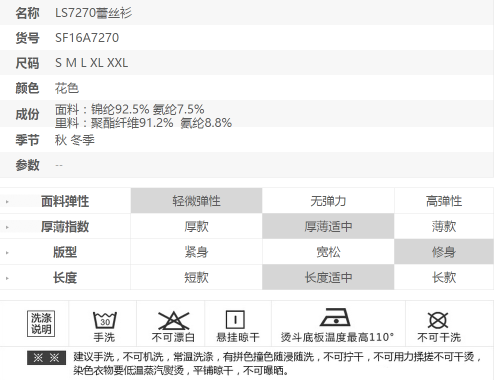 名称 LS7270蕾丝衫
货号 SF16A7270
尺码 S M L XL XXL
颜色 花色
成份 面料：锦纶92.5% 氨纶7.5%
里料：聚酯纤维91.2% 氨纶8.8%
季节 秋 冬季
参数 --
面料弹性 轻微弹性 无弹力 高弹性
厚薄指数 厚款 厚薄适中 薄款
版型 紧身 宽松 修身
长度 短款 长度适中 长款
洗涤
说明
30
手洗 不可漂白 悬挂晾干 熨斗底板温度最高110° 不可干洗
※ ※ 建议手洗，不可机洗，常温洗涤，有拼色撞色随浸随洗，不可拧干，不可用力揉搓不可干烫，
染色衣物要低温蒸汽熨烫，平铺晾干，不可曝晒。